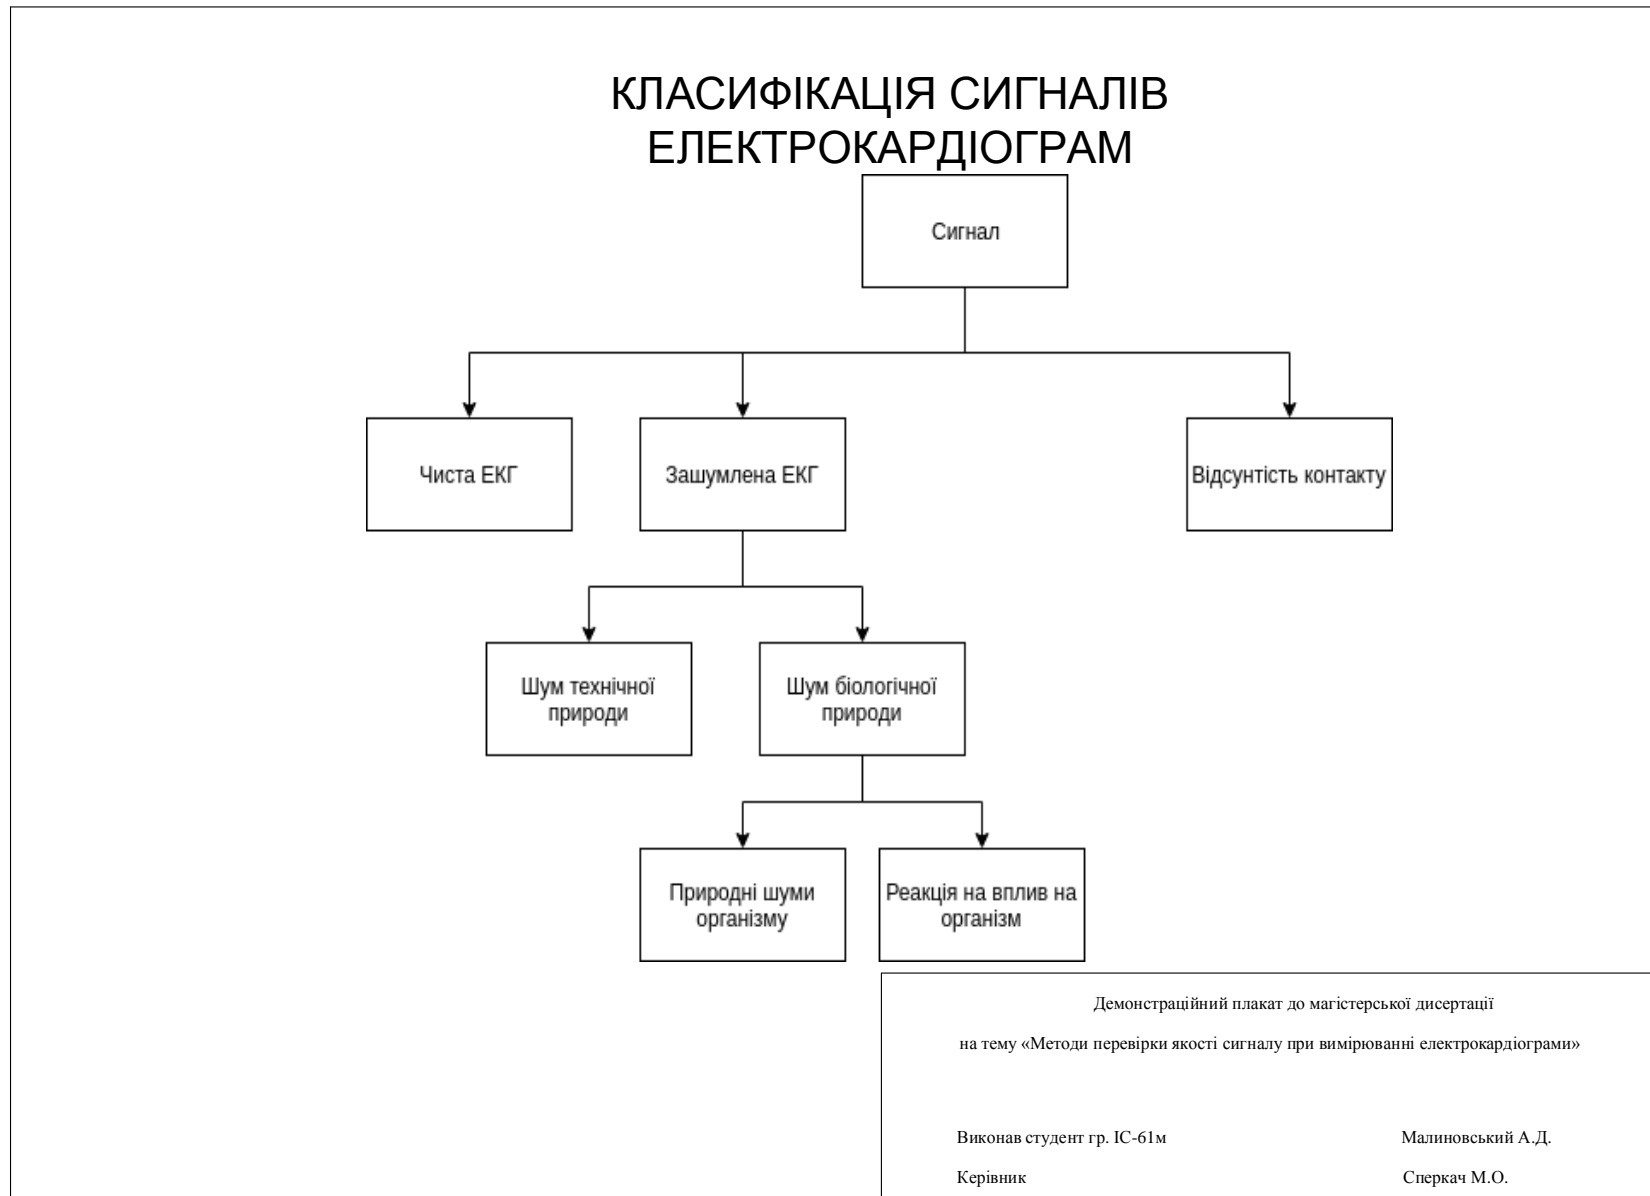 КЛАСИФІКАЦІЯ СИГНАЛІВ
ЕЛЕКТРОКАРДІОГРАМ
Сигнал
Чиста ЕКГ
Зашумлена ЕКГ
Відсунтість контакту
Шум технічної
природи
Шум біологічної
природи
Природні шуми
організму
Реакція на вплив на
організм
Демонстраційний плакат до магістерської дисертації
на тему «Методи перевірки якості сигналу при вимірюванні електрокардіограми»
Виконав студент гр. ІС-61м Малиновський А.Д.
Керівник Сперкач М.О.